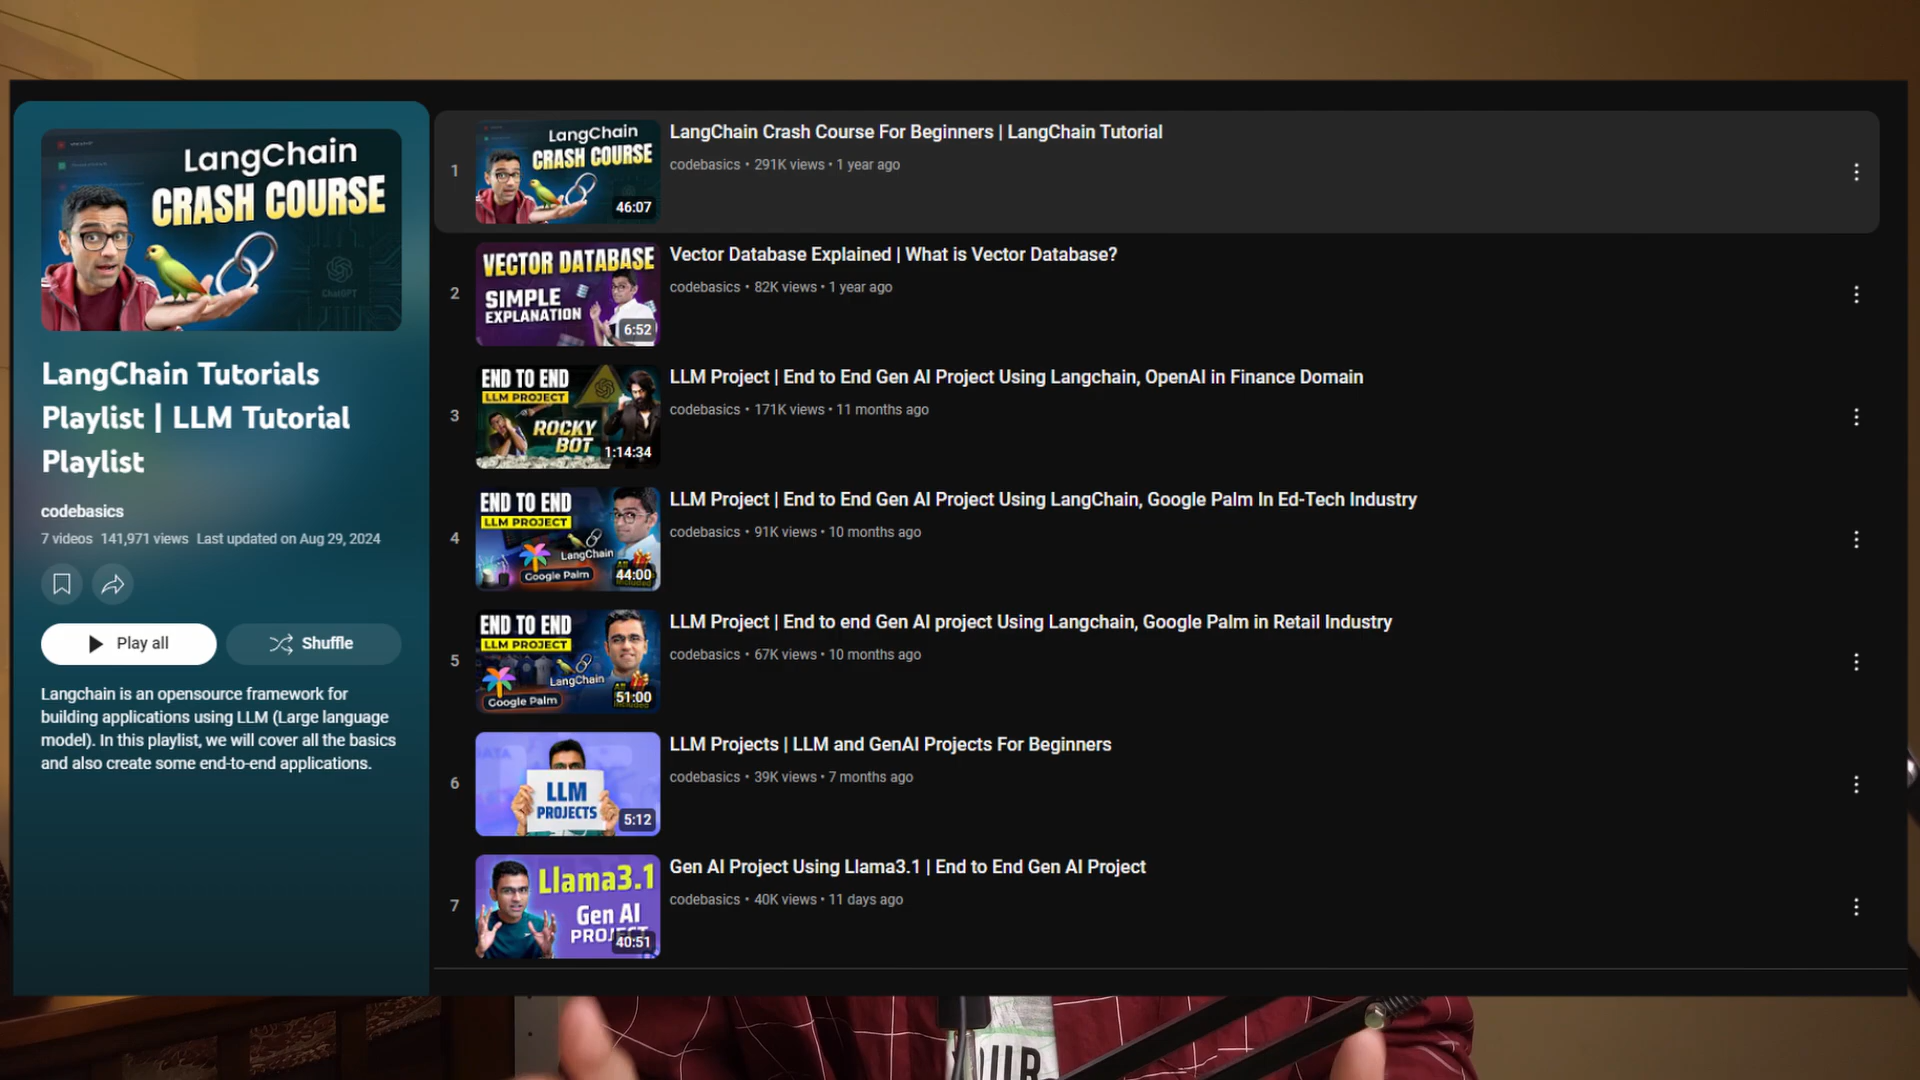 LangChain
CRASH COURSE
ChatGPT
LangChain Tutorials
Playlist | LLM Tutorial
Playlist
codebasics
7 videos 141,971 views Last updated on Aug 29, 2024
Play all
Shuffle
Langchain is an opensource framework for
building applications using LLM (Large language
model). In this playlist, we will cover all the basics
and also create some end-to-end applications.
1
LangChain
CRASH COURSE
46:07
LangChain Crash Course For Beginners | LangChain Tutorial
codebasics • 291K views • 1 year ago
2
VECTOR DATABASE
SIMPLE
EXPLANATION
6:52
Vector Database Explained | What is Vector Database?
codebasics • 82K views • 1 year ago
3
END TO END
LLM PROJECT
ROCKY
BOT
1:14:34
LLM Project | End to End Gen AI Project Using Langchain, OpenAI in Finance Domain
codebasics • 171K views • 11 months ago
4
END TO END
LLM PROJECT
LangChain
Google Palm
44:00
LLM Project | End to End Gen AI Project Using LangChain, Google Palm In Ed-Tech Industry
codebasics • 91K views • 10 months ago
5
END TO END
LLM PROJECT
LangChain
Google Palm
51:00
LLM Project | End to end Gen AI project Using Langchain, Google Palm in Retail Industry
codebasics • 67K views • 10 months ago
6
LLM
PROJECTS
5:12
LLM Projects | LLM and GenAI Projects For Beginners
codebasics • 39K views • 7 months ago
7
Llama3.1
Gen AI
PROJECT
40:51
Gen AI Project Using Llama3.1 | End to End Gen AI Project
codebasics • 40K views • 11 days ago